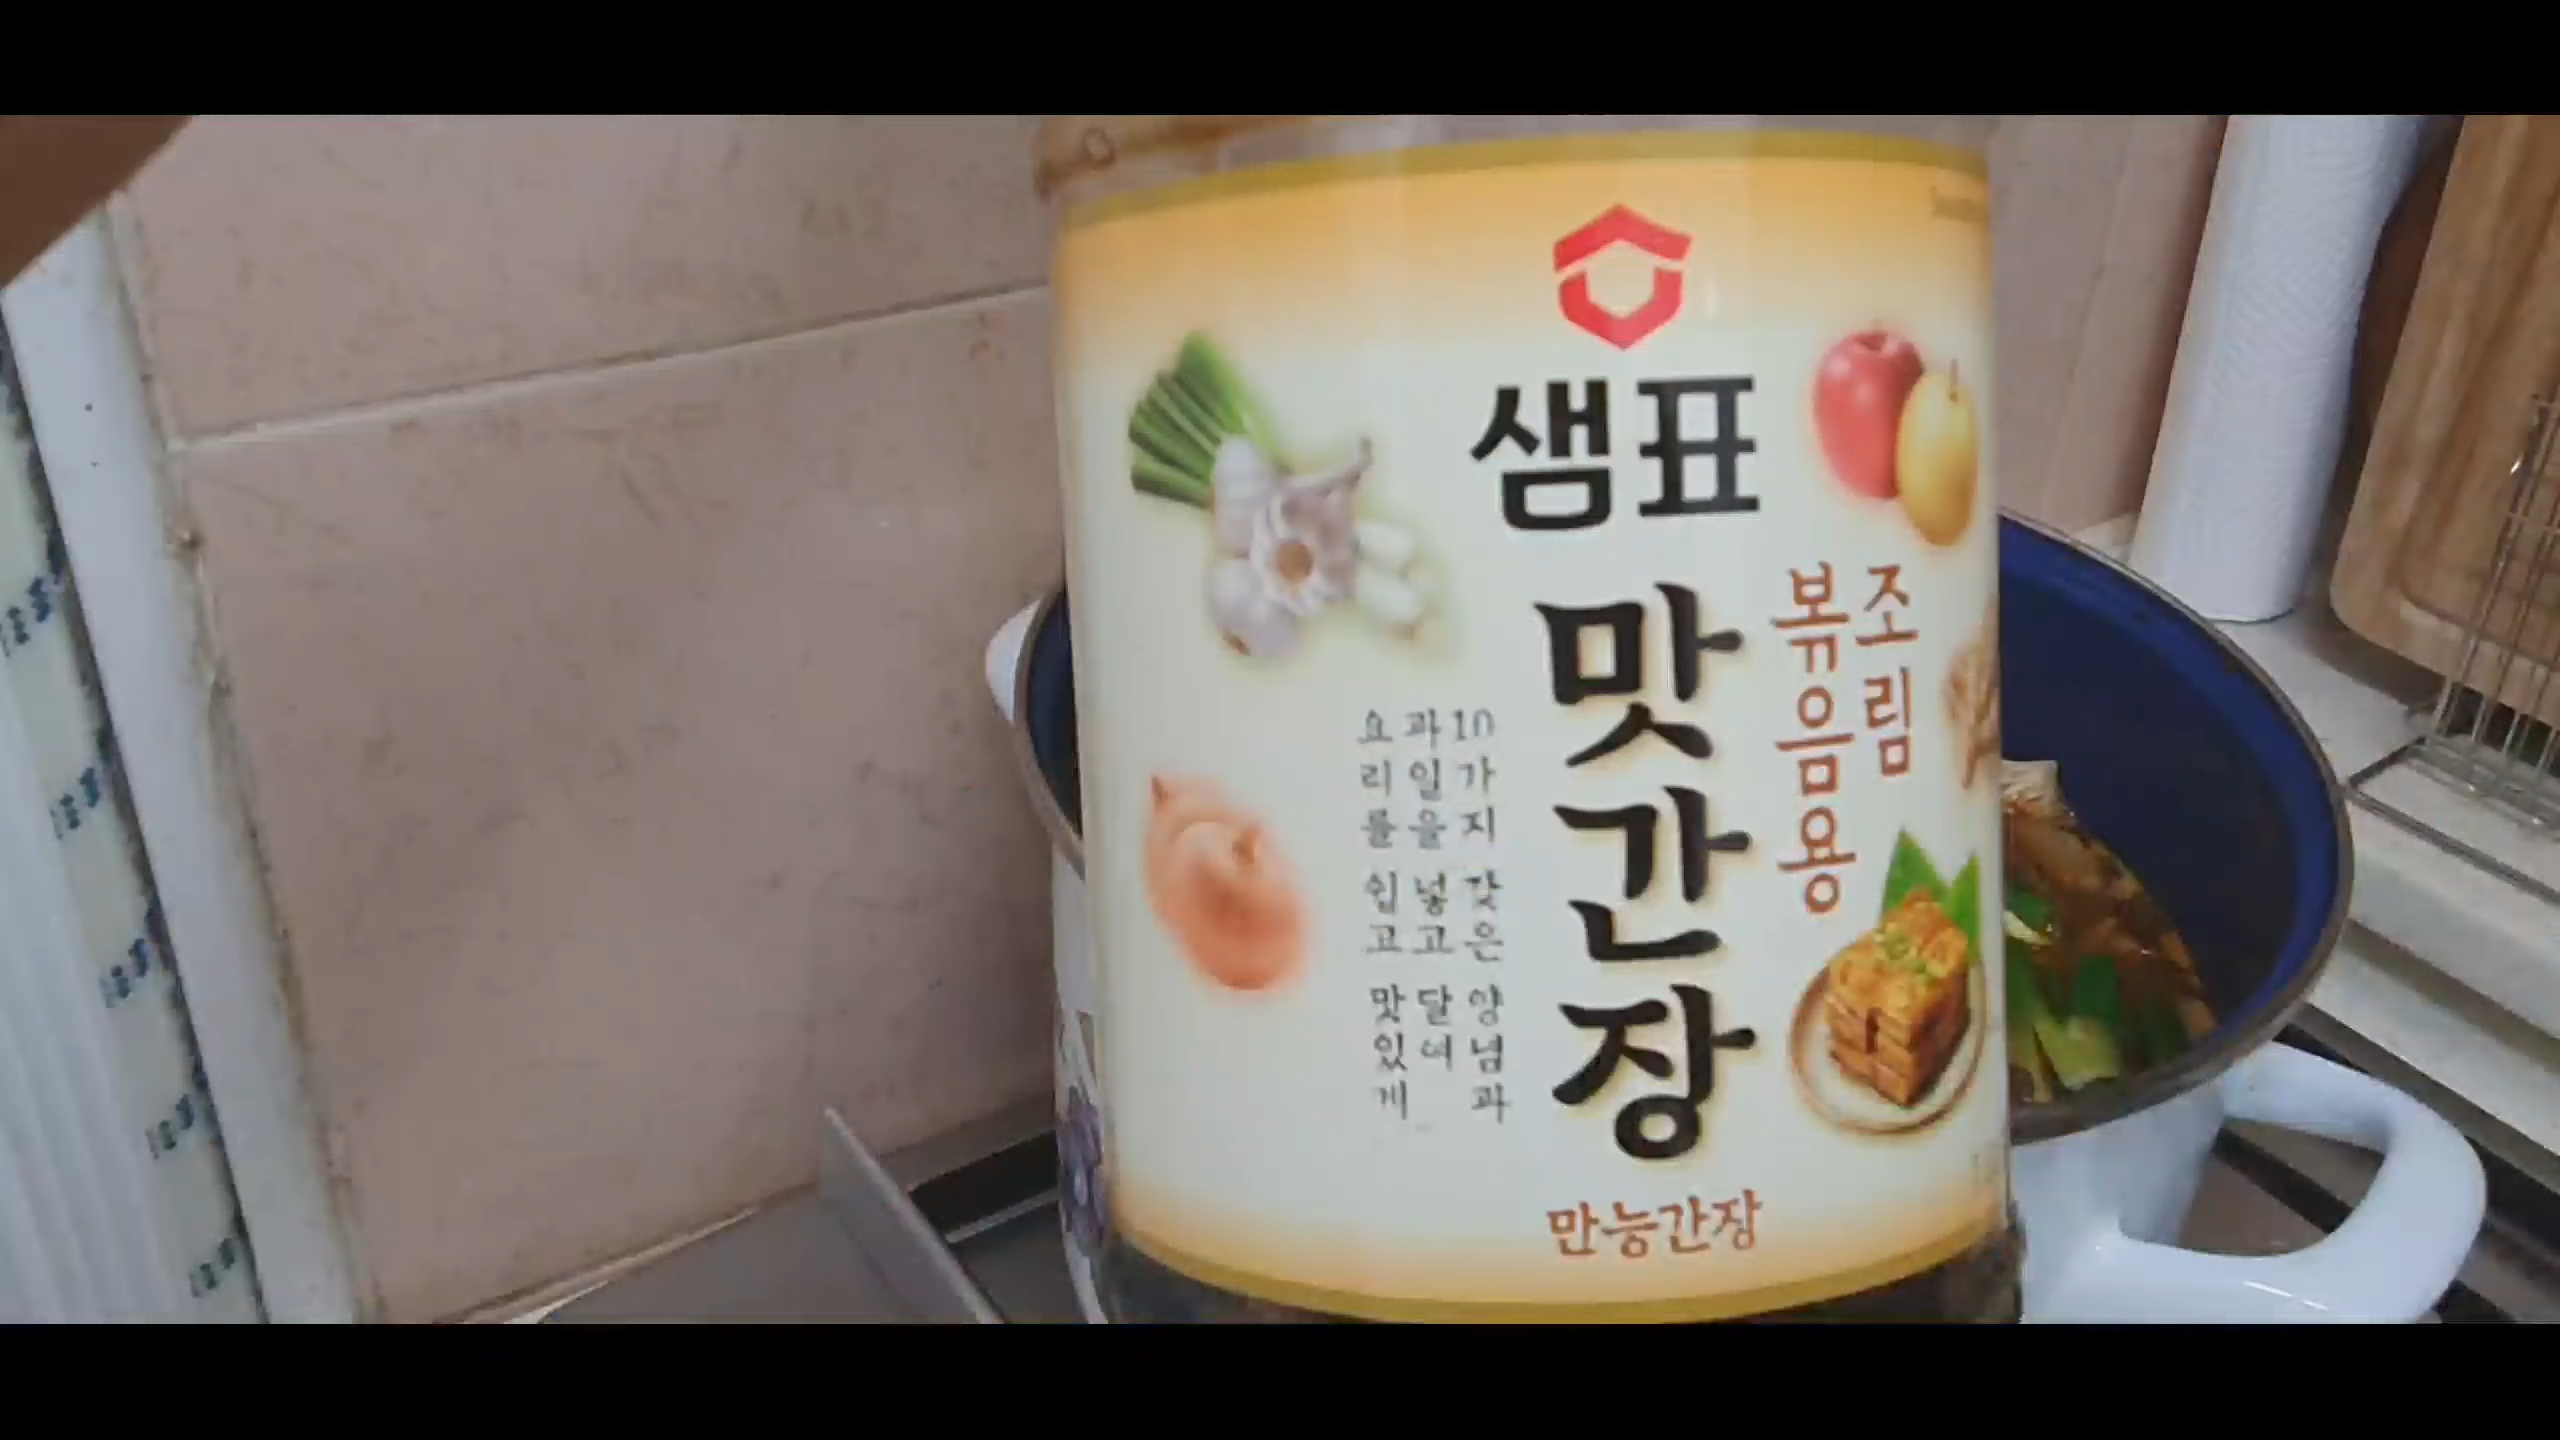 샘표
조림
볶음용
맛간장
10가지 갖은 양념과
과일을 넣고 달여
요리를 쉽고 맛있게
만능간장